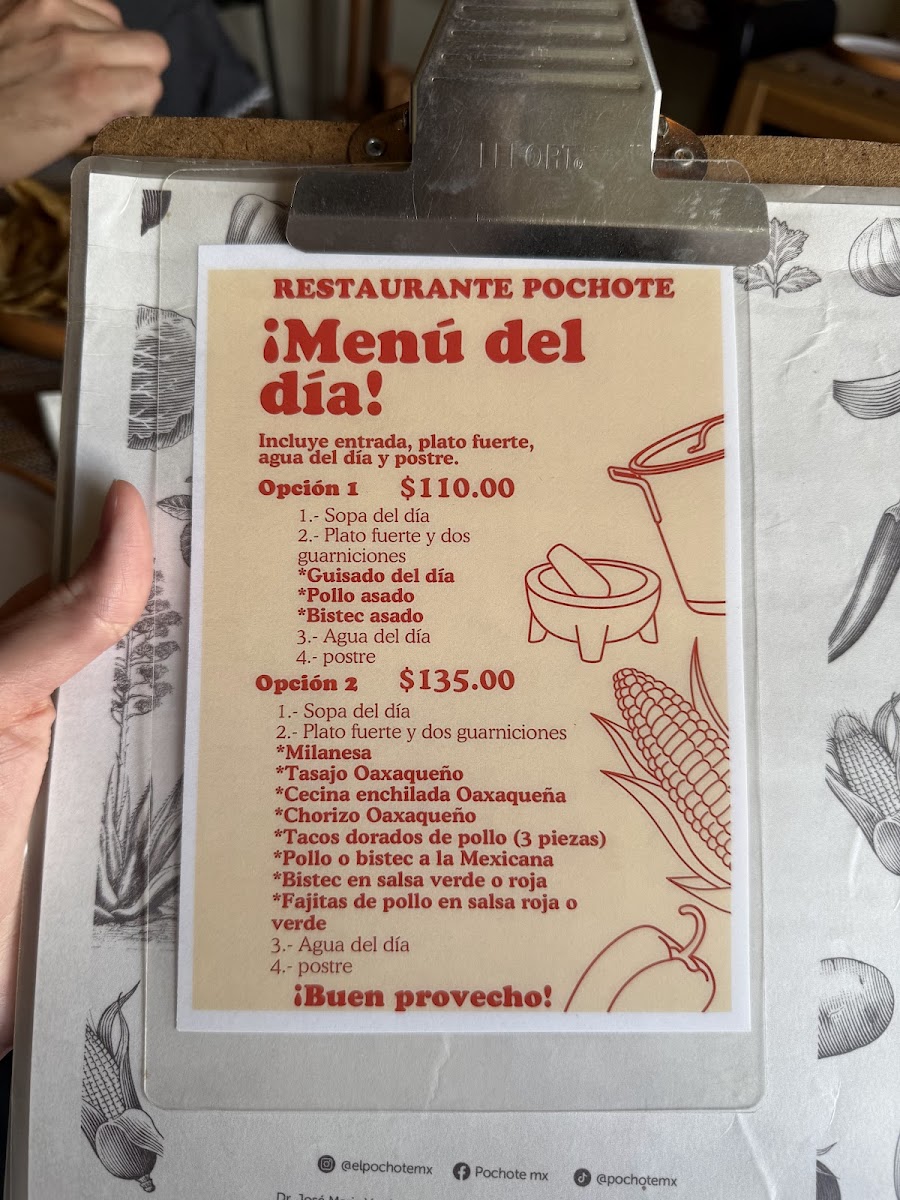 RESTAURANTE POCHOTE
¡Menú del
día!
Incluye entrada, plato fuerte,
agua del día y postre.
Opción 1 $110.00
1.- Sopa del día
2.- Plato fuerte y dos
guarniciones
*Guisado del día
*Pollo asado
*Bistec asado
3.- Agua del día
4.- postre
Opción 2 $135.00
1.- Sopa del día
2.- Plato fuerte y dos guarniciones
*Milanesa
*Tasajo Oaxaqueño
*Cecina enchilada Oaxaqueña
*Chorizo Oaxaqueño
*Tacos dorados de pollo (3 piezas)
*Pollo o bistec a la Mexicana
*Bistec en salsa verde o roja
*Fajitas de pollo en salsa roja o
verde
3.- Agua del día
4.- postre
¡Buen provecho!
@elpochotemx Pochote mx @pochotemx
Dr. José